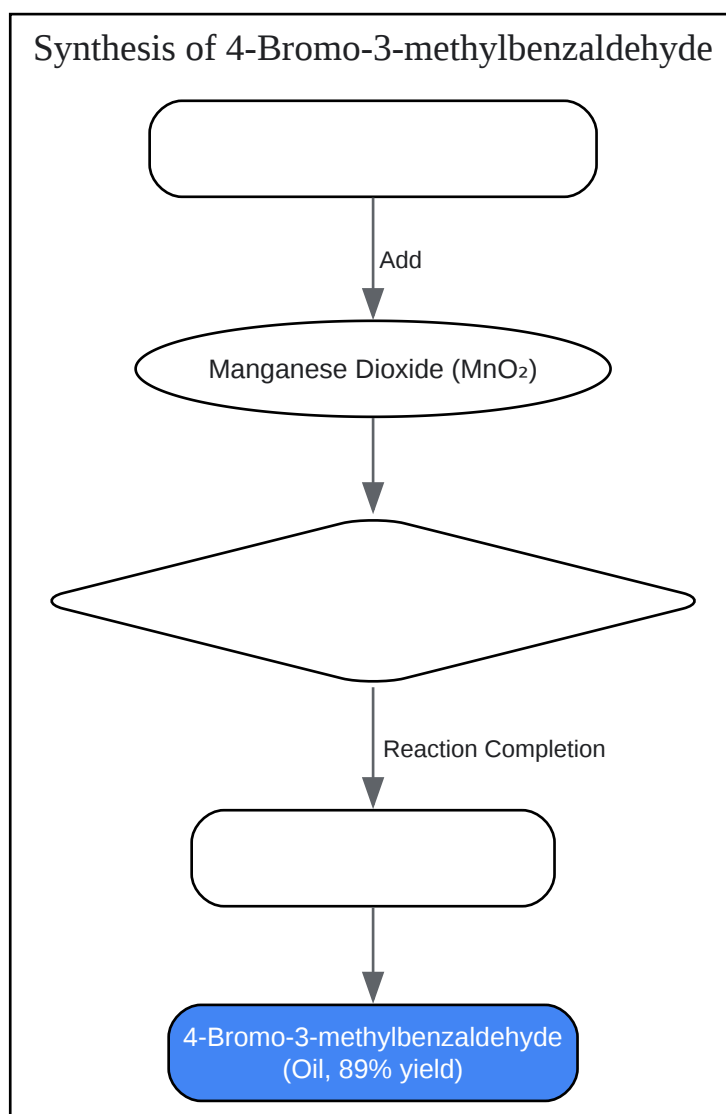 Synthesis of 4-Bromo-3-methylbenzaldehyde
Add
Manganese Dioxide (MnO₂)
Reaction Completion
4-Bromo-3-methylbenzaldehyde
(Oil, 89% yield)